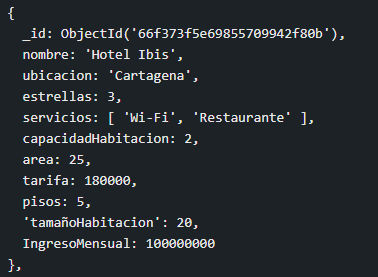 {
_id: ObjectId('66f373f5e69855709942f80b'),
nombre: 'Hotel Ibis',
ubicacion: 'Cartagena',
estrellas: 3,
servicios: [ 'Wi-Fi', 'Restaurante' ],
capacidadHabitacion: 2,
area: 25,
tarifa: 180000,
pisos: 5,
'tamañoHabitacion': 20,
IngresoMensual: 100000000
},